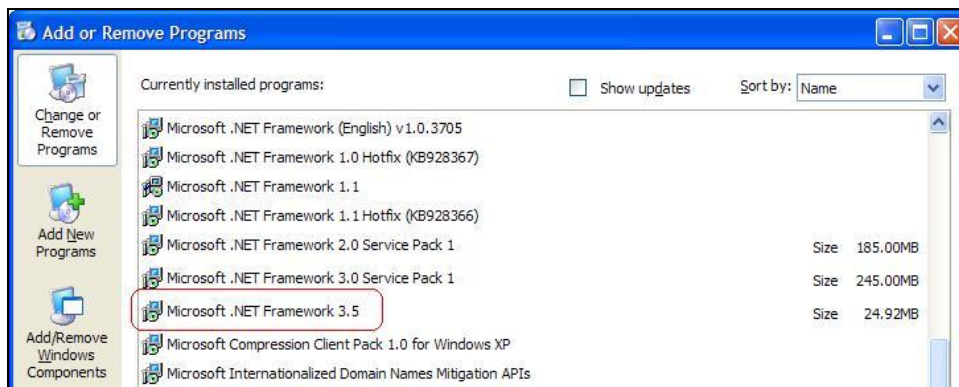 Add or Remove Programs
Change or
Remove
Programs
Add New
Programs
Add/Remove
Windows
Components
Currently installed programs:
Show updates
Sort by: Name
Microsoft .NET Framework (English) v1.0.3705
Microsoft .NET Framework 1.0 Hotfix (KB928367)
Microsoft .NET Framework 1.1
Microsoft .NET Framework 1.1 Hotfix (KB928366)
Microsoft .NET Framework 2.0 Service Pack 1 Size 185.00MB
Microsoft .NET Framework 3.0 Service Pack 1 Size 245.00MB
Microsoft .NET Framework 3.5 Size 24.92MB
Microsoft Compression Client Pack 1.0 for Windows XP
Microsoft Internationalized Domain Names Mitigation APIs